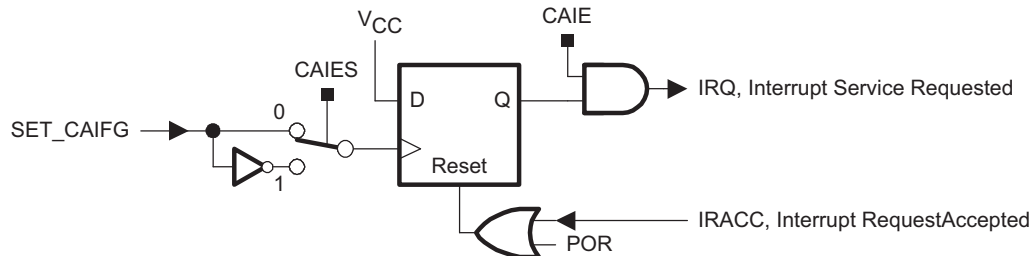 VCC
CAIE
CAIES
D
Q
IRQ, Interrupt Service Requested
0
SET_CAIFG
Reset
1
IRACC, Interrupt RequestAccepted
POR